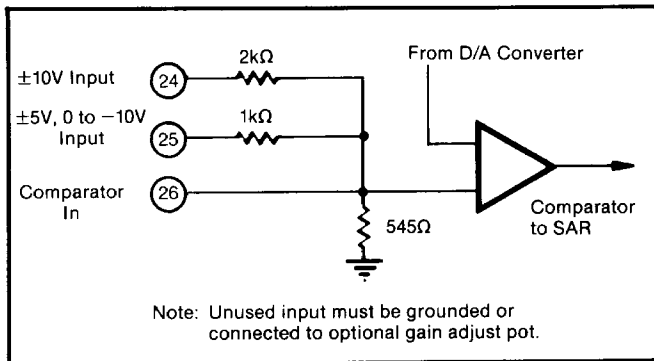 From D/A Converter
2kΩ
±10V Input
24
±5V, 0 to −10V
Input
1kΩ
25
Comparator
In
26
545Ω
Comparator
to SAR
Note: Unused input must be grounded or
connected to optional gain adjust pot.